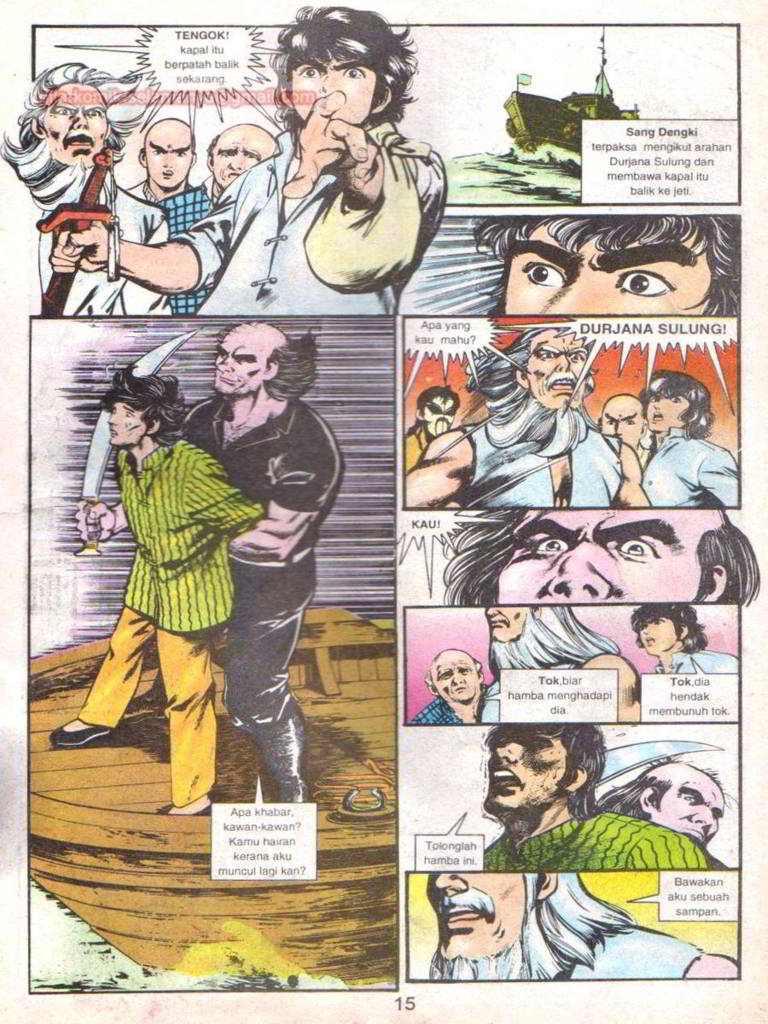 TENGOK!
kapal itu
berpatah balik
sekarang.
Sang Dengki
terpaksa mengikut arahan
Durjana Sulung dan
membawa kapal itu
balik ke jeti.
Apa khabar,
kawan-kawan?
Kamu hairan
kerana aku
muncul lagi kan?
Apa yang
kau mahu?
DURJANA SULUNG!
KAU!
Tok,biar
hamba menghadapi
dia.
Tok,dia
hendak
membunuh tok.
Tolonglah
hamba ini.
Bawakan
aku sebuah
sampan.
15